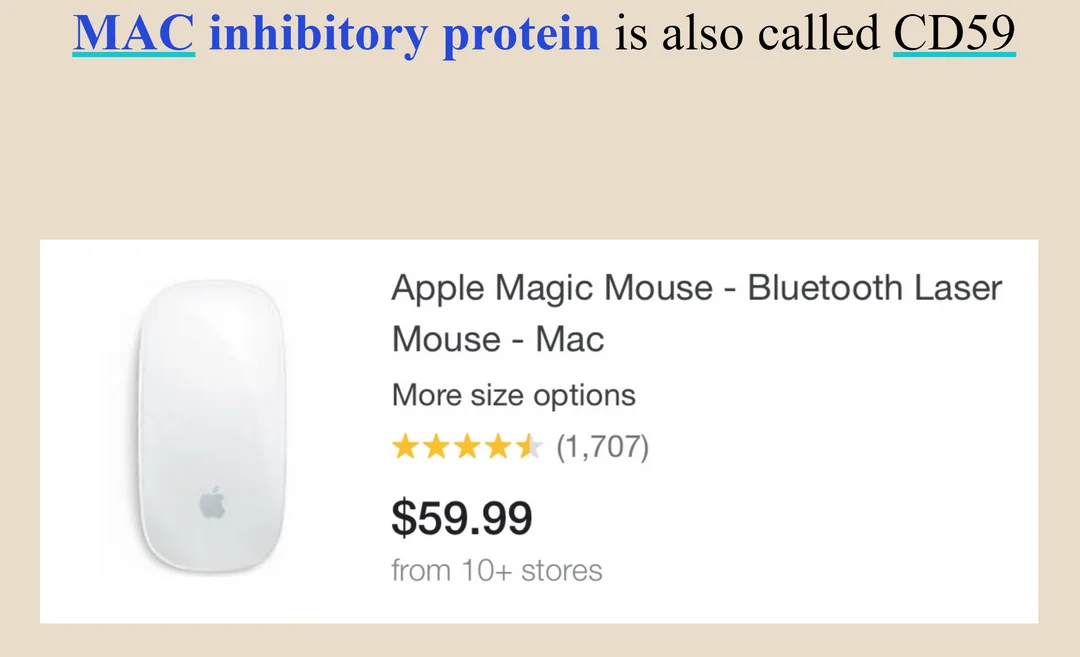 MAC inhibitory protein is also called CD59
Apple Magic Mouse - Bluetooth Laser
Mouse - Mac
More size options
(1,707)
$59.99
from 10+ stores